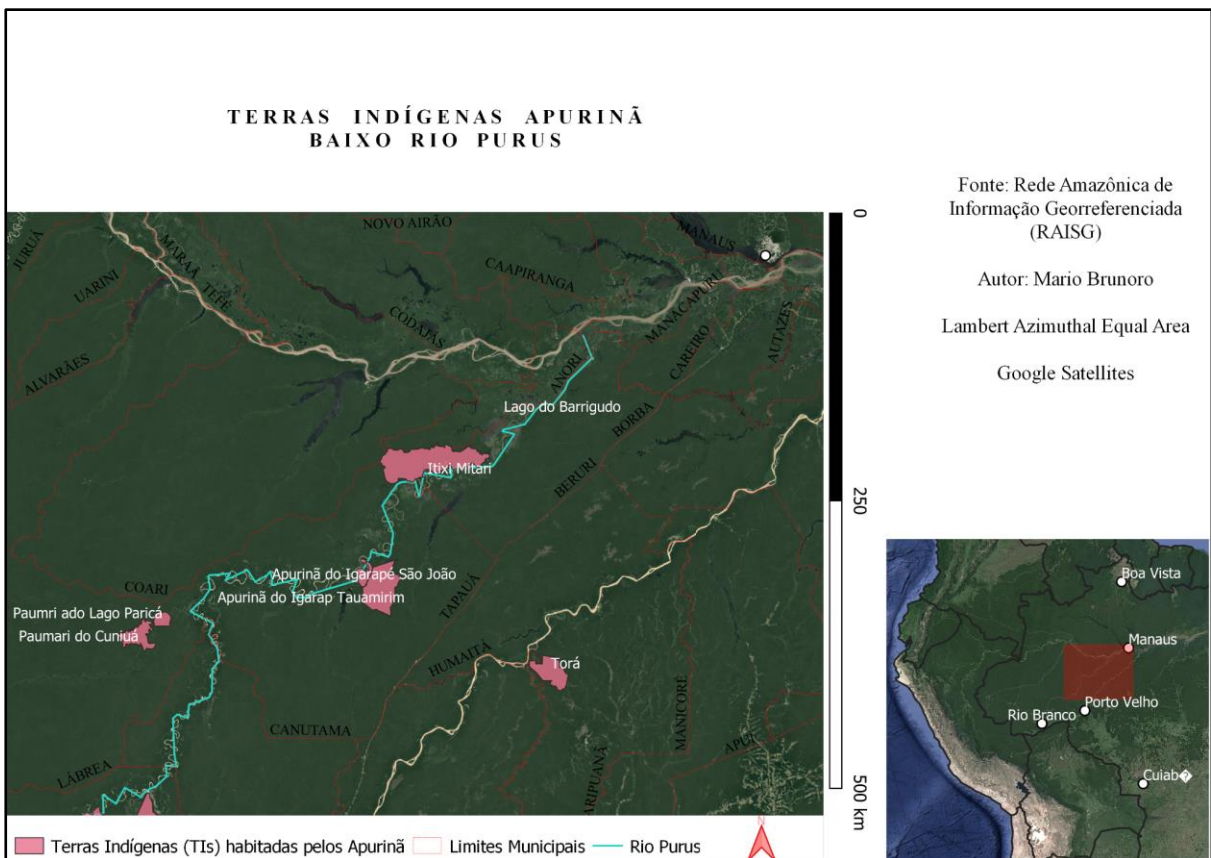 TERRAS INDÍGENAS APURINÃ
BAIXO RIO PURUS
Fonte: Rede Amazônica de
Informação Georreferenciada
(RAISG)
Autor: Mario Brunoro
Lambert Azimuthal Equal Area
Google Satellites
JURUÁ
UARINI
ALVARÃES
MARAÃ
TEFÉ
NOVO AIRÃO
CAAPIRANGA
CODAJÁS
MANAUS
MANACAPURU
CAREIRO
AUTAZES
ANORI
Lago do Barrigudo
BORBA
Itixi Mitari
BERURI
Apurinã do Igarapé São João
Apurinã do Igarap Tauamirim
COARI
TAPAUÁ
Paumri ado Lago Paricá
Paumari do Cuniuá
HUMAITÁ
Torá
CANUTAMA
MANICORÉ
LÁBREA
ARIPUANÃ
APUÍ
0
250
500 km
Boa Vista
Manaus
Porto Velho
Rio Branco
Cuiab�
Terras Indígenas (TIs) habitadas pelos Apurinã
Limites Municipais
Rio Purus
N